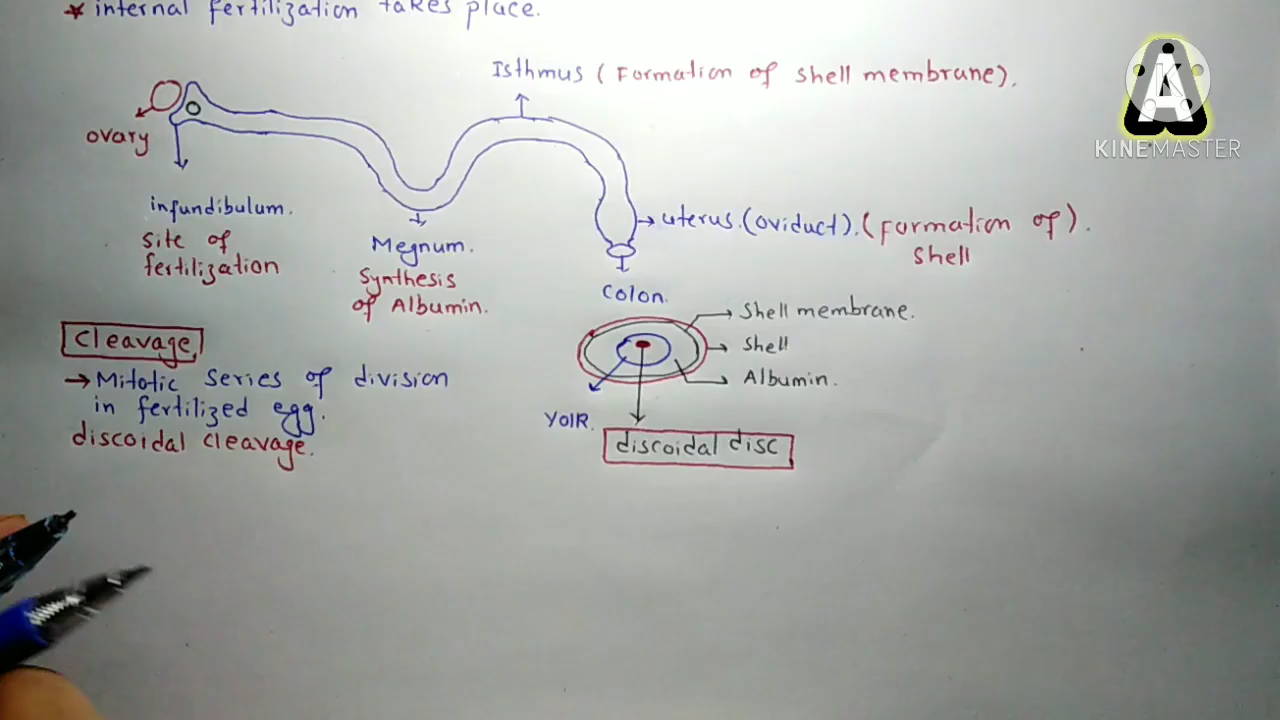 * internal fertilization takes place.
Isthmus (Formation of shell membrane).
ovary
infundibulum.
site of
fertilization
Megnum.
Synthesis
of Albumin.
uterus.(oviduct).(Formation of).
shell
colon.
Cleavage
→ Mitotic series of division
in fertilized egg.
discoidal cleavage.
shell membrane.
shell
Albumin.
YOlK.
discoidal disc
AK
KINEMASTER